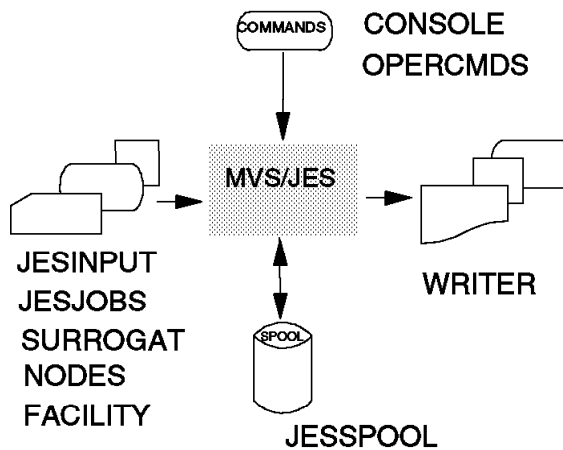 COMMANDS
CONSOLE
OPERCMDS
MVS/JES
JESINPUT
JESJOBS
SURROGAT
NODES
FACILITY
WRITER
SPOOL
JESSPOOL